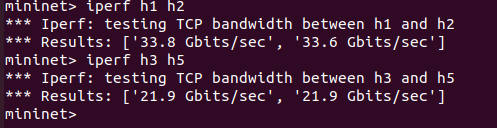 mininet> iperf h1 h2
*** Iperf: testing TCP bandwidth between h1 and h2
*** Results: ['33.8 Gbits/sec', '33.6 Gbits/sec']
mininet> iperf h3 h5
*** Iperf: testing TCP bandwidth between h3 and h5
*** Results: ['21.9 Gbits/sec', '21.9 Gbits/sec']
mininet>